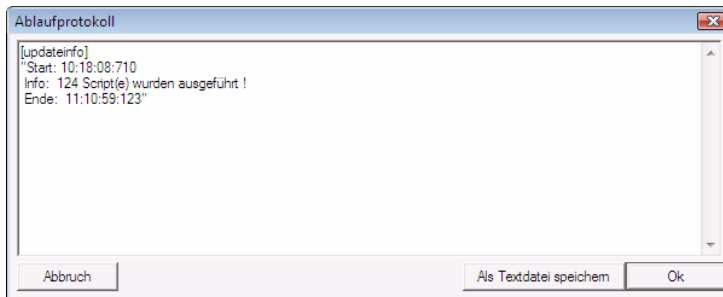 Ablaufprotokoll
[updateinfo]
"Start: 10:18:08:710
Info: 124 Script(e) wurden ausgeführt !
Ende: 11:10:59:123"
Abbruch
Als Textdatei speichern
Ok